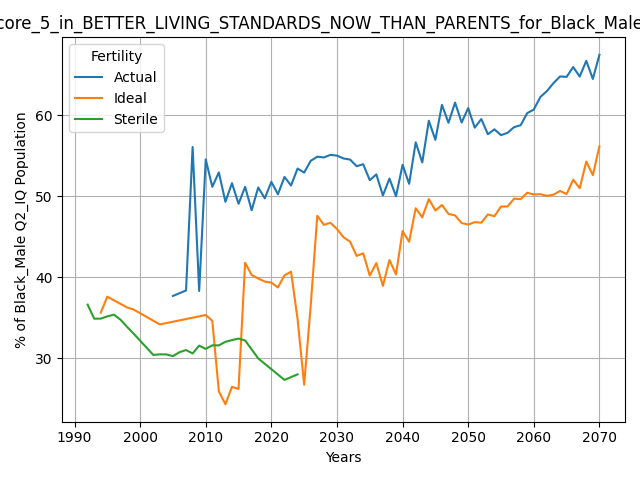 core_5_in_BETTER_LIVING_STANDARDS_NOW_THAN_PARENTS_for_Black_Male
Fertility
Actual
Ideal
Sterile
% of Black_Male Q2_IQ Population
60
50
40
30
1990 2000 2010 2020 2030 2040 2050 2060 2070
Years